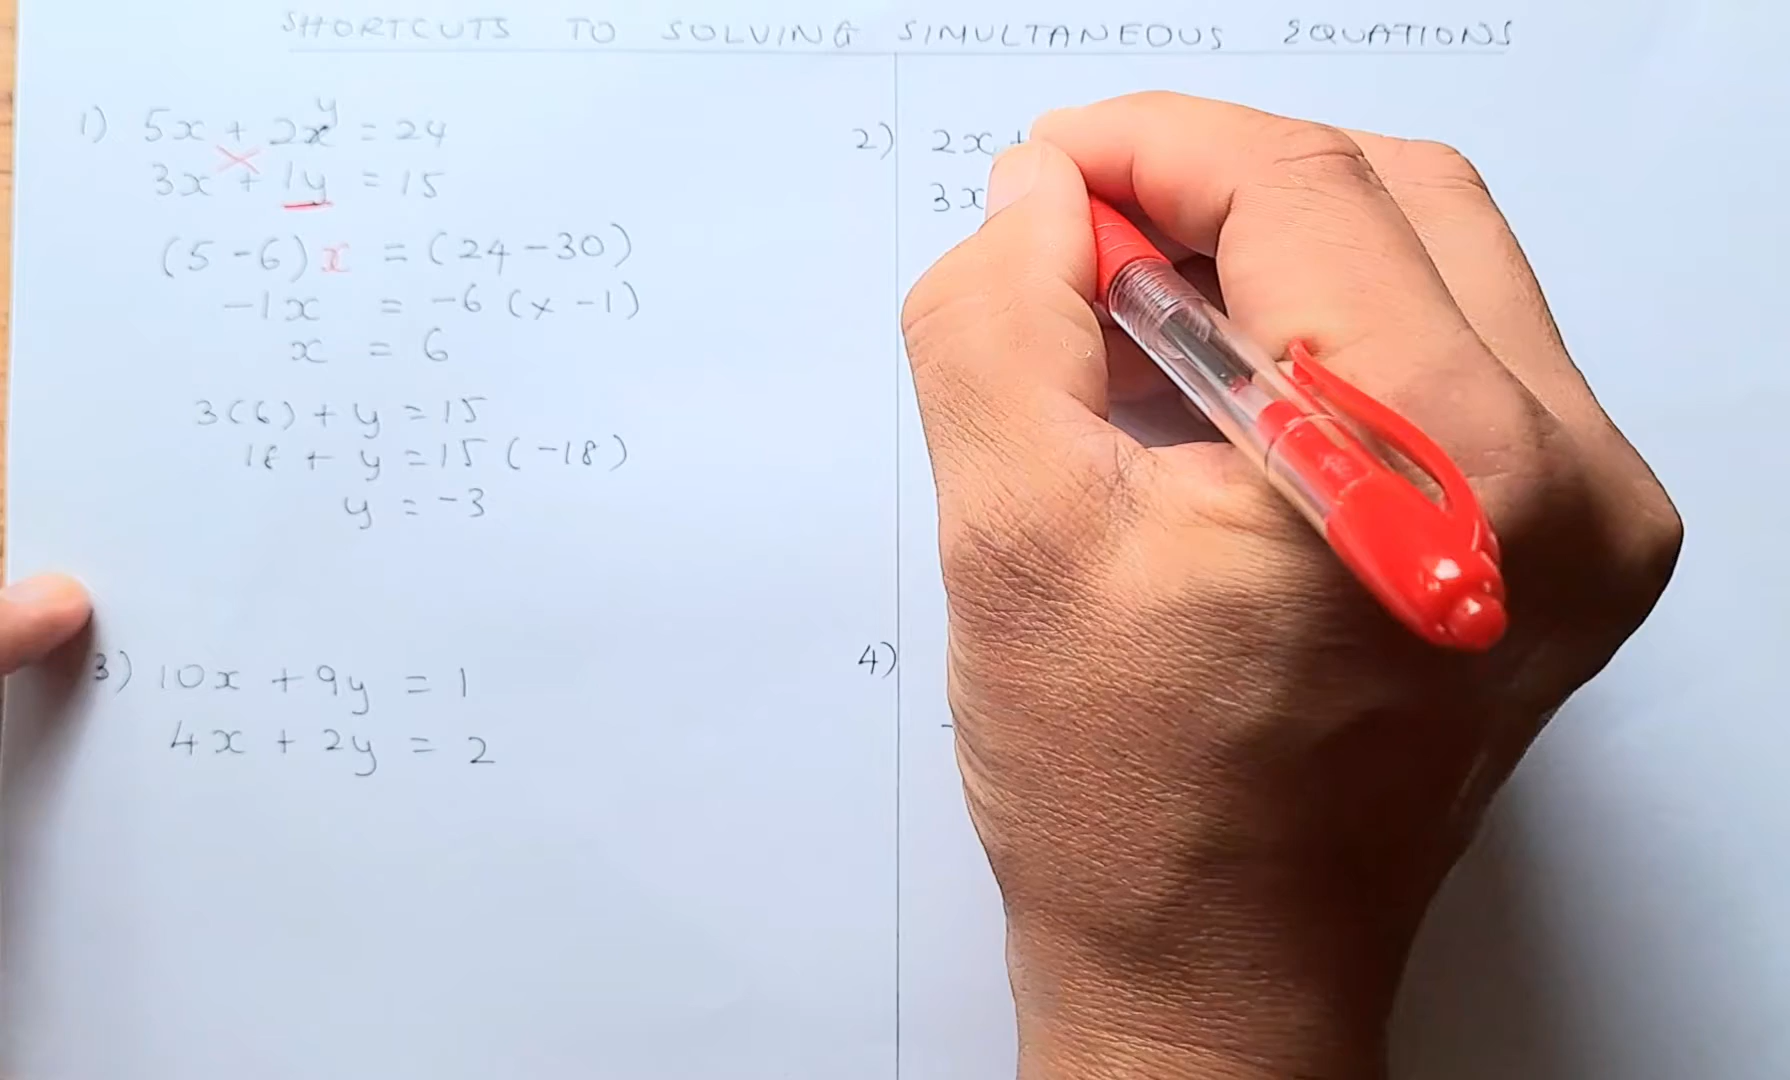 SHORTCUTS TO SOLVING SIMULTANEOUS EQUATIONS
1) 5x + 2y = 24
3x + 1y = 15
(5-6)x = (24-30)
-1x = -6 (x -1)
x = 6
3(6) + y = 15
18 + y = 15 (-18)
y = -3
2) 2x +
3x
3) 10x + 9y = 1
4x + 2y = 2
4)
-